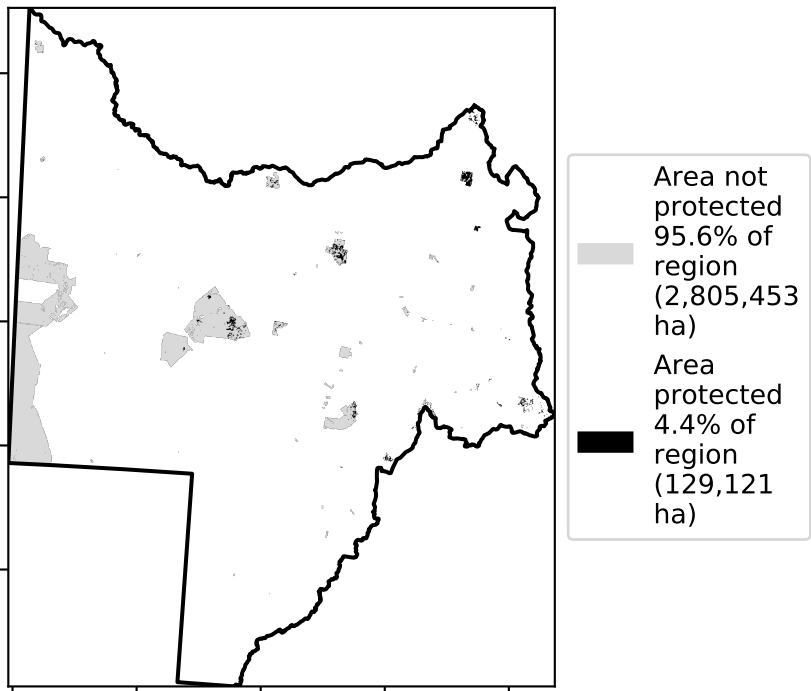 Area not
protected
95.6% of
region
(2,805,453
ha)
Area
protected
4.4% of
region
(129,121
ha)